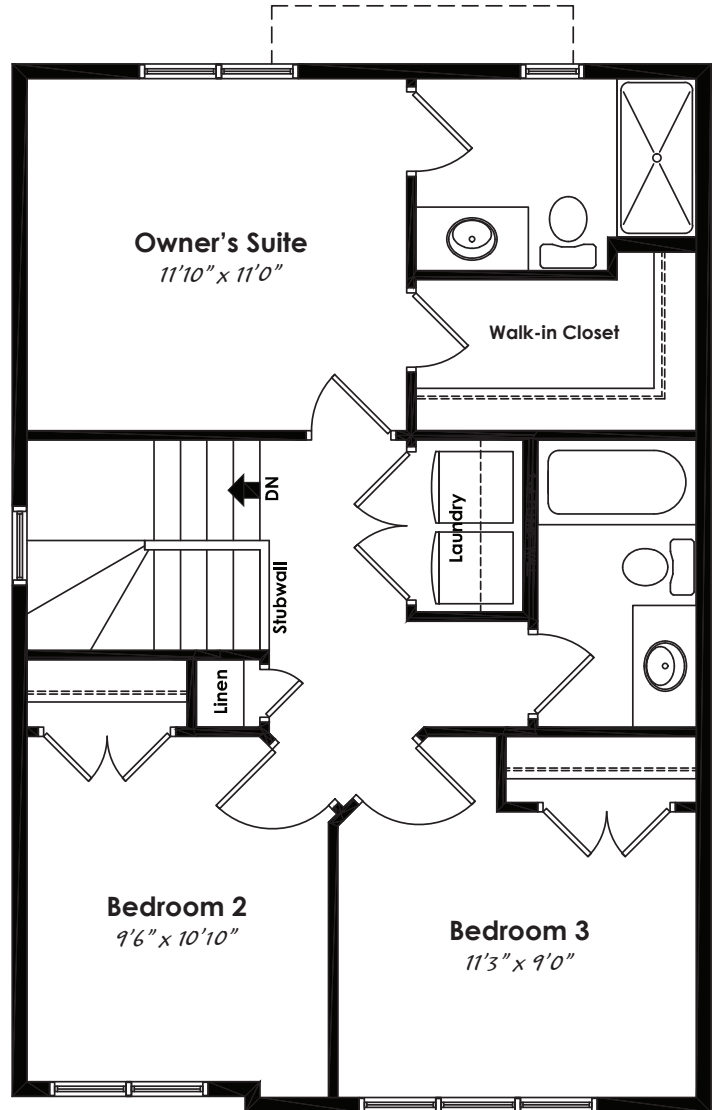 Owner's Suite
11'10" x 11'0"
Walk-in Closet
DN
Laundry
Stubwall
Linen
Bedroom 2
9'6" x 10'10"
Bedroom 3
11'3" x 9'0"